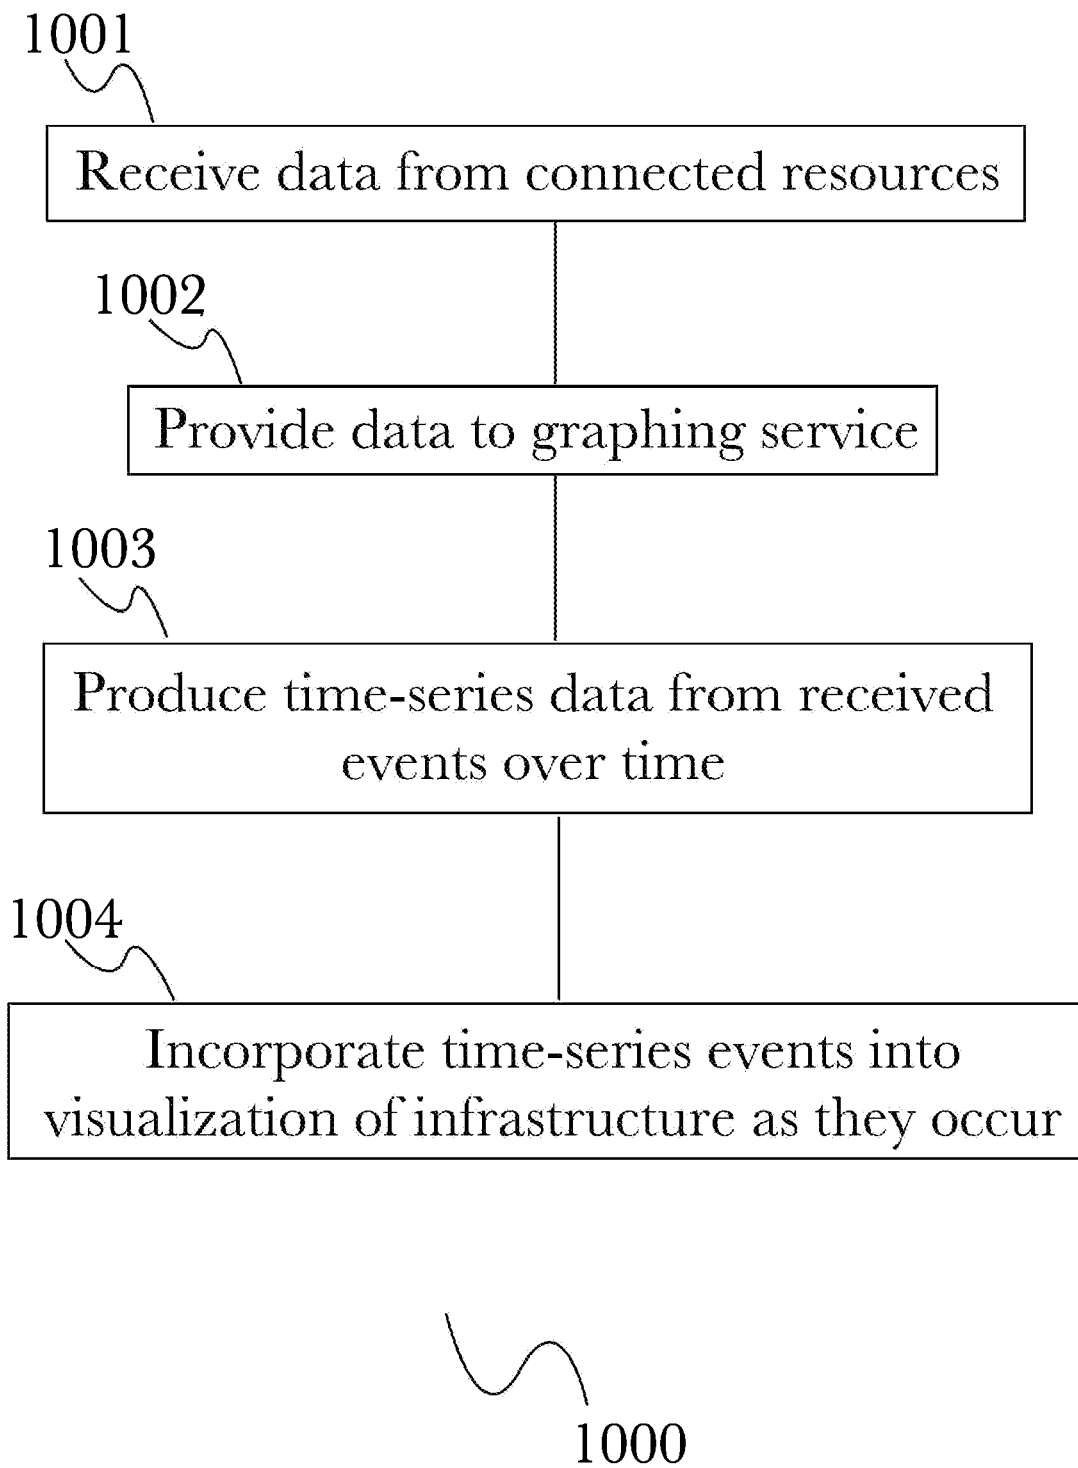 1001
Receive data from connected resources
1002
Provide data to graphing service
1003
Produce time-series data from received
events over time
1004
Incorporate time-series events into
visualization of infrastructure as they occur
1000